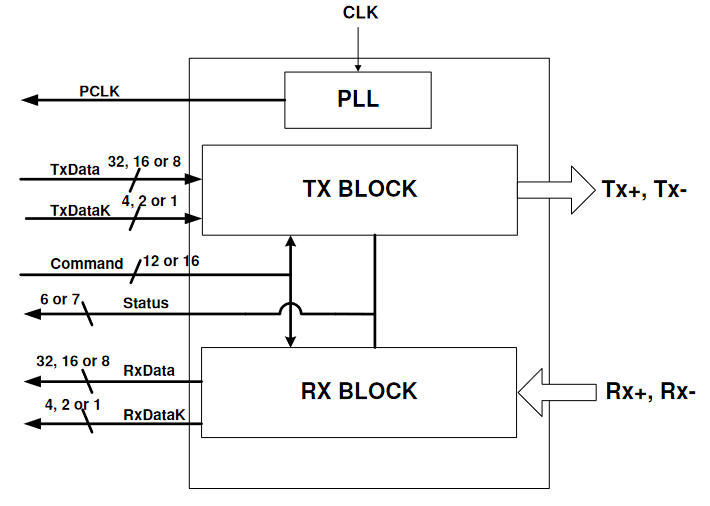 CLK
PCLK
PLL
TxData
32, 16 or 8
TX BLOCK
Tx+, Tx-
TxDataK
4, 2 or 1
Command
12 or 16
6 or 7
Status
32, 16 or 8
RxData
RX BLOCK
Rx+, Rx-
4, 2 or 1
RxDataK